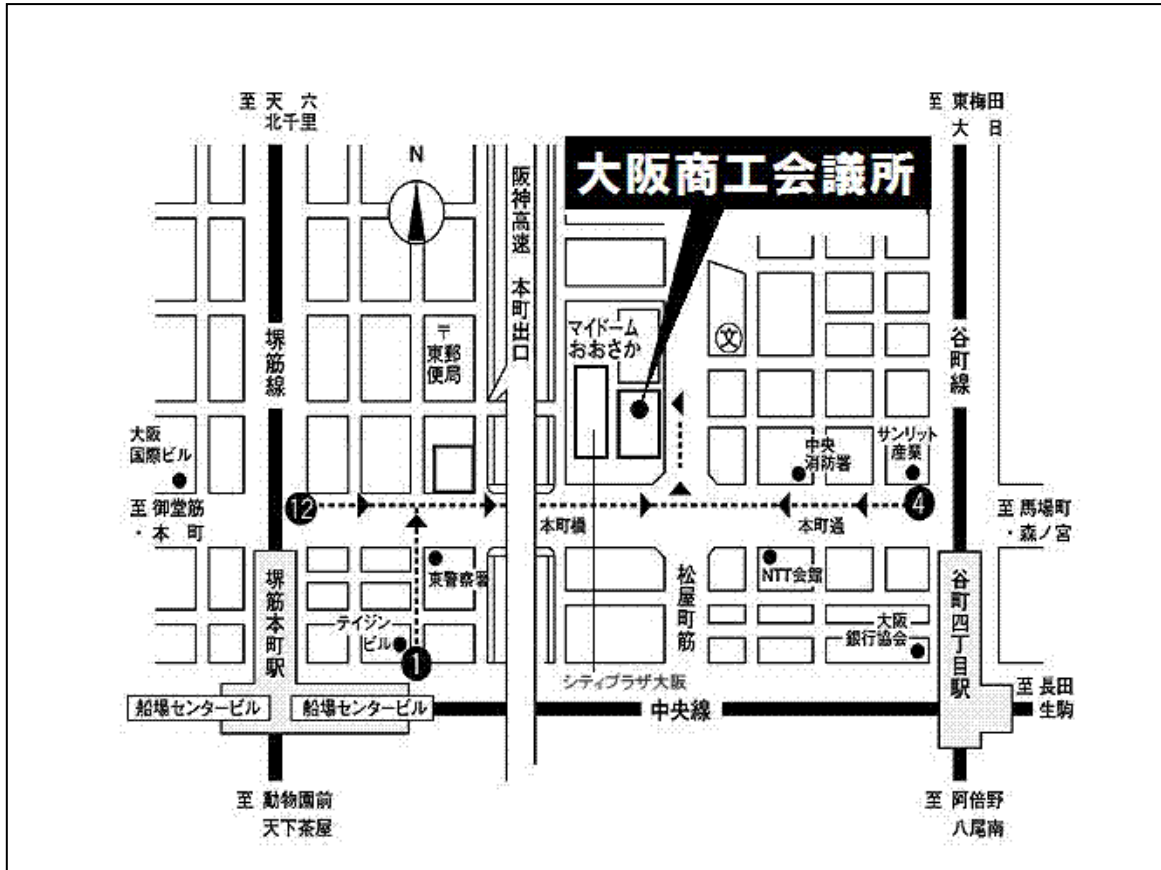 至 天 六
北千里
至 東梅田
大 日
N
阪神高速 本町出口
大阪商工会議所
堺筋線
〒
東郵
便局
マイドーム
おおさか
文
谷町線
大阪
国際ビル
中央
消防署
サンリット
産業
至 御堂筋
・本 町
12
本町橋
本町通
4
至 馬場町
・森ノ宮
東警察署
NTT会館
堺筋本町駅
テイジン
ビル
1
松屋町筋
大阪
銀行協会
谷町四丁目駅
シティプラザ大阪
船場センタービル
船場センタービル
中央線
至 長田
生駒
至 動物園前
天下茶屋
至 阿倍野
八尾南